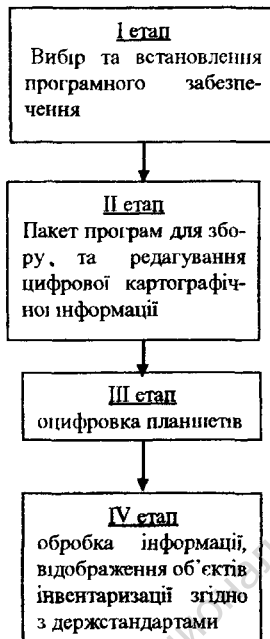 І етап
Вибір та встановлення
програмного забезпе-
чення
ІІ етап
Пакет програм для збо-
ру, та редагування
цифрової картографіч-
ної інформації
ІІІ етап
оцифровка планшетів
ІV етап
обробка інформації,
відображення об’єктів
інвентаризації згідно
з держстандартами